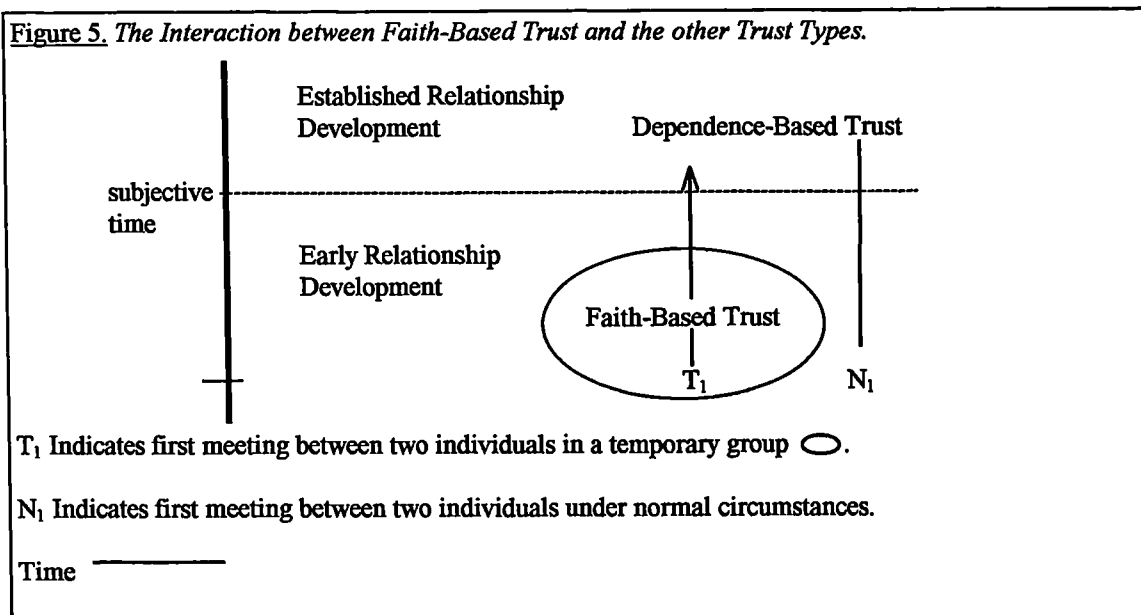 Figure 5. The Interaction between Faith-Based Trust and the other Trust Types.
Established Relationship
Development
Dependence-Based Trust
subjective
time
Early Relationship
Development
Faith-Based Trust
T₁
N₁
T₁ Indicates first meeting between two individuals in a temporary group .
N₁ Indicates first meeting between two individuals under normal circumstances.
Time